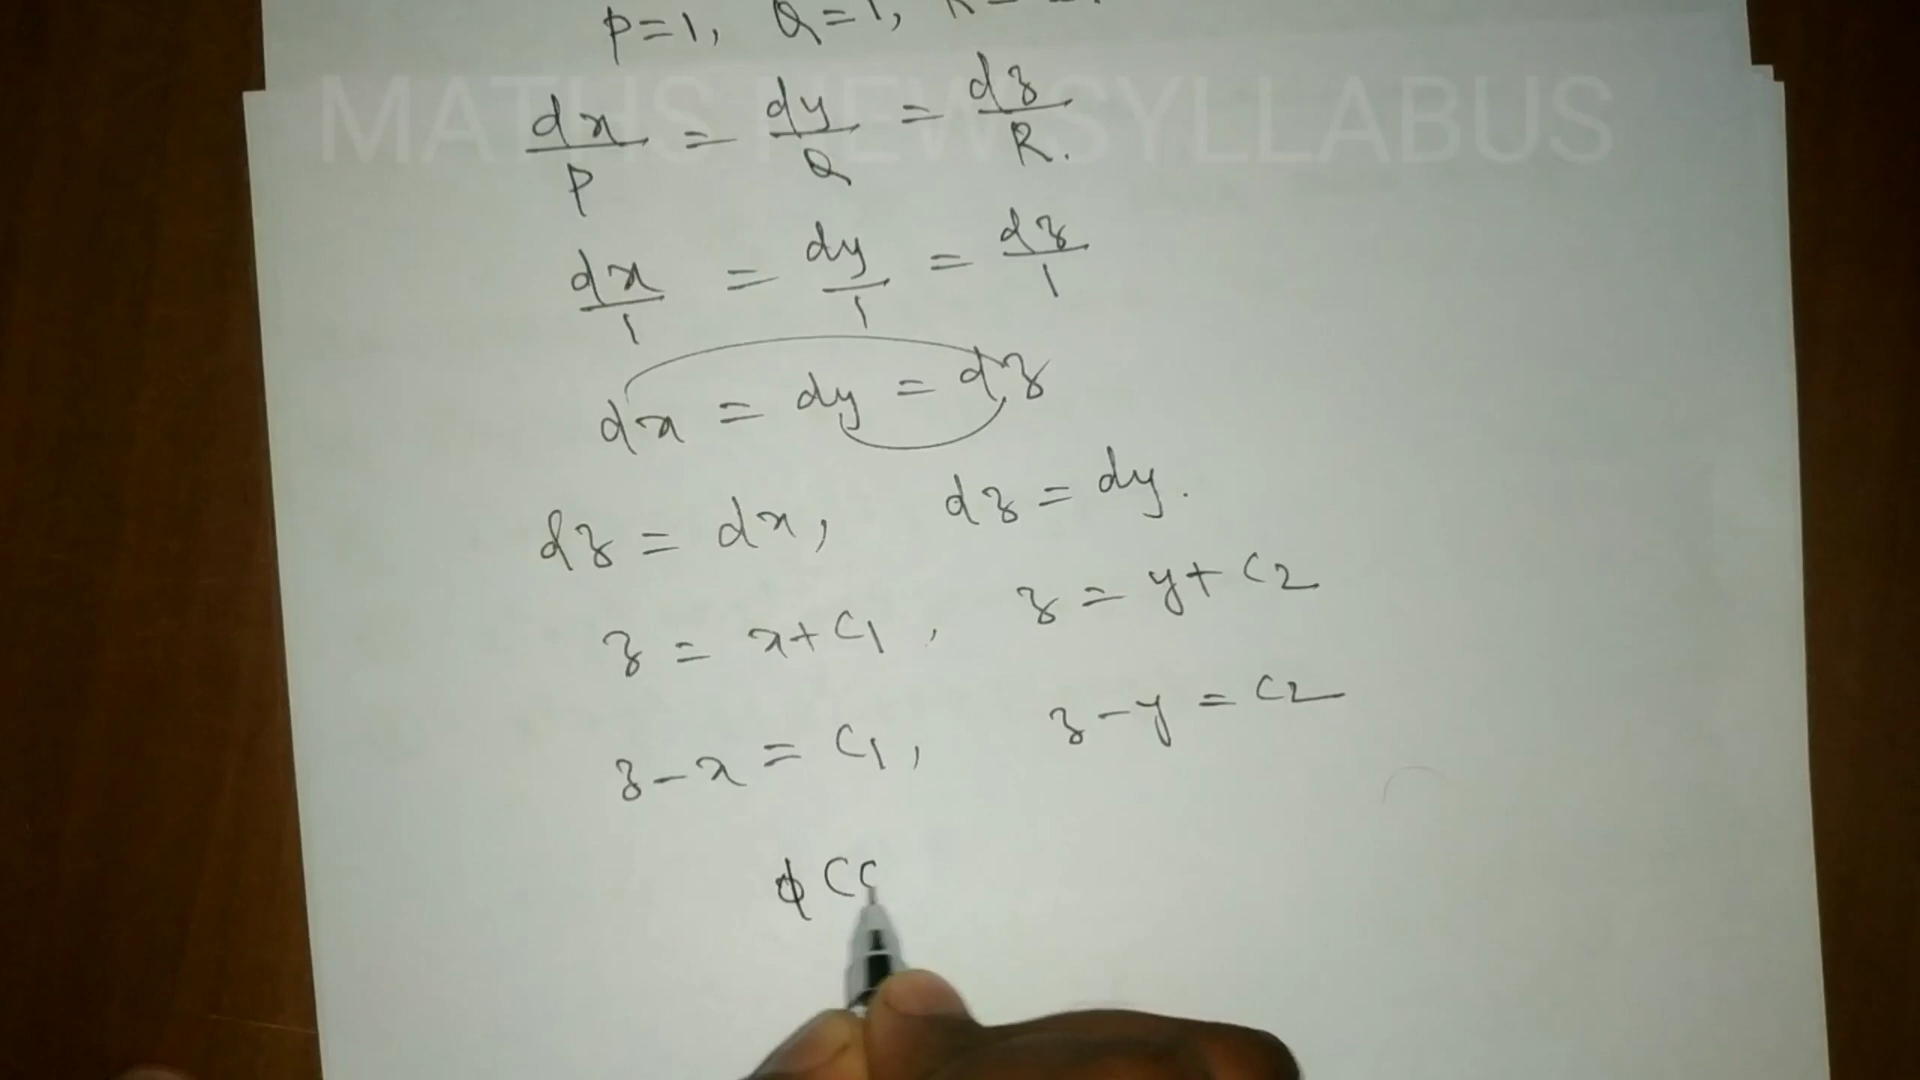 P=1, Q=1, R=
MATHS NEW SYLLABUS
dx/P = dy/Q = dz/R.
dx/1 = dy/1 = dz/1
dx = dy = dz
dz = dx, dz = dy.
z = x+C1, z = y+C2
z-x = C1, z-y = C2
ϕ(C